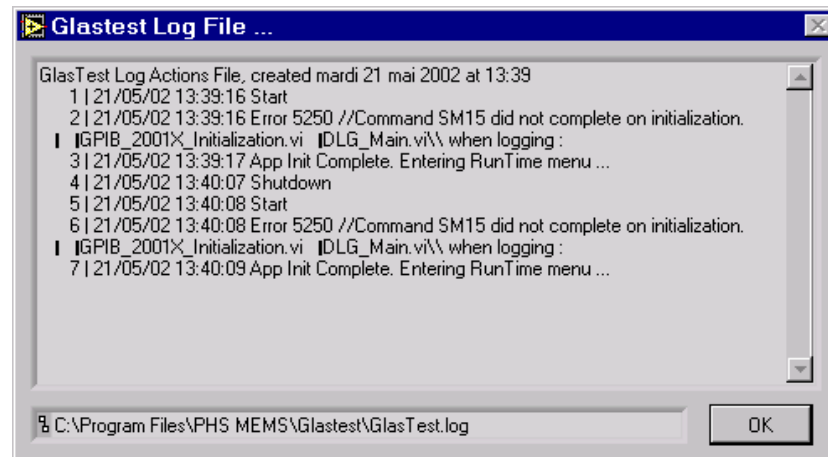 Glastest Log File ...
GlasTest Log Actions File, created mardi 21 mai 2002 at 13:39
1 | 21/05/02 13:39:16 Start
2 | 21/05/02 13:39:16 Error 5250 //Command SM15 did not complete on initialization.
❙ ❙GPIB_2001X_Initialization.vi ❙DLG_Main.vi\\ when logging :
3 | 21/05/02 13:39:17 App Init Complete. Entering RunTime menu ...
4 | 21/05/02 13:40:07 Shutdown
5 | 21/05/02 13:40:08 Start
6 | 21/05/02 13:40:08 Error 5250 //Command SM15 did not complete on initialization.
❙ ❙GPIB_2001X_Initialization.vi ❙DLG_Main.vi\\ when logging :
7 | 21/05/02 13:40:09 App Init Complete. Entering RunTime menu ...
C:\Program Files\PHS MEMS\Glastest\GlasTest.log
OK